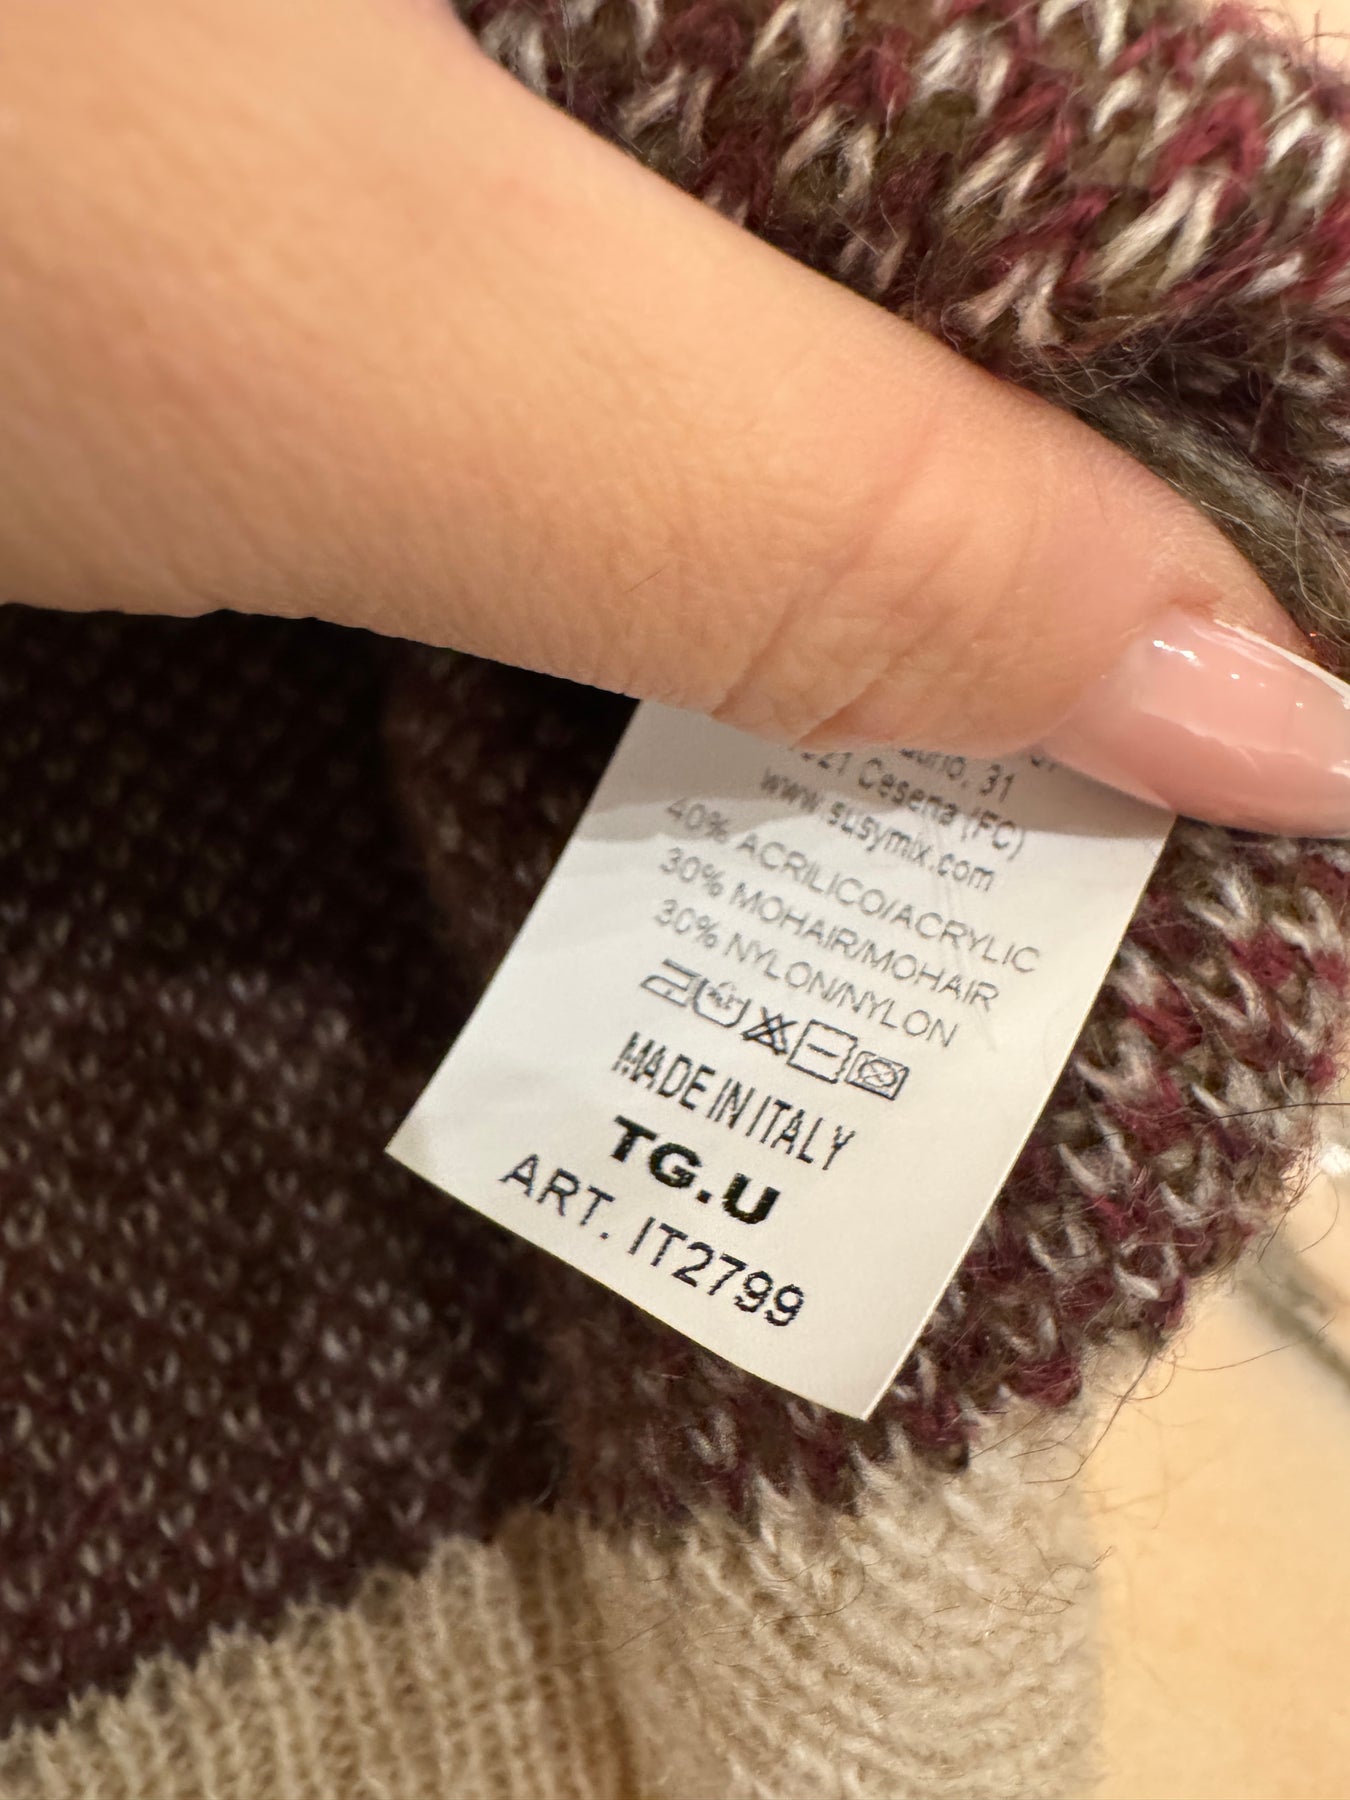 31
Cesena (FC)
www.susymix.com
40% ACRILICO/ACRYLIC
30% MOHAIR/MOHAIR
30% NYLON/NYLON
MADE IN ITALY
TG.U
ART. IT2799